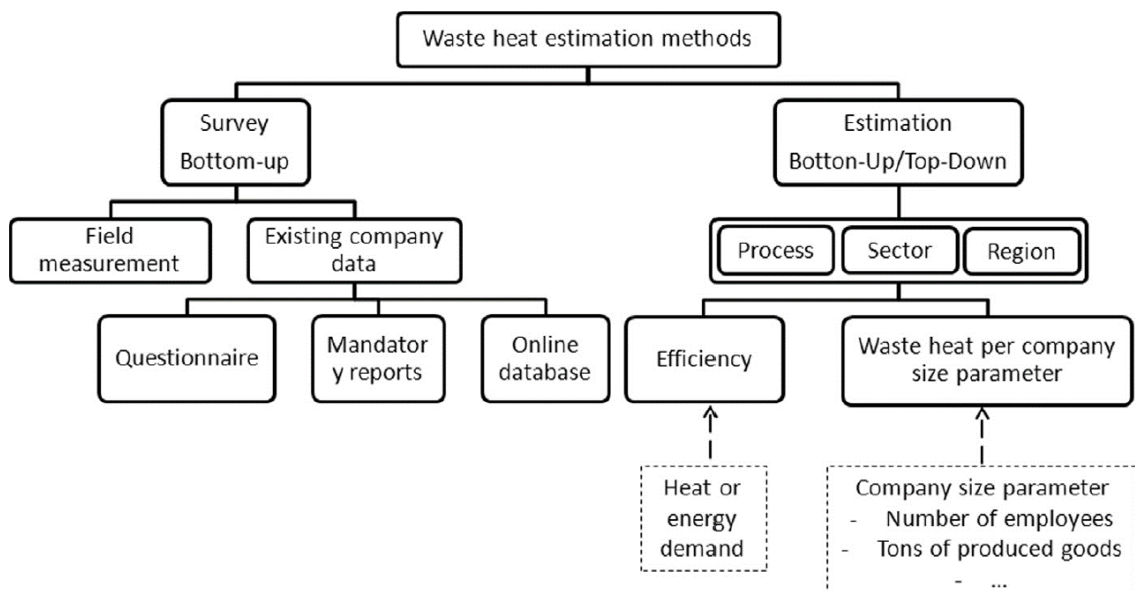 Waste heat estimation methods
Survey
Bottom-up
Estimation
Botton-Up/Top-Down
Field
measurement
Existing company
data
Process
Sector
Region
Questionnaire
Mandator
y reports
Online
database
Efficiency
Waste heat per company
size parameter
Heat or
energy
demand
Company size parameter
- Number of employees
- Tons of produced goods
- ...